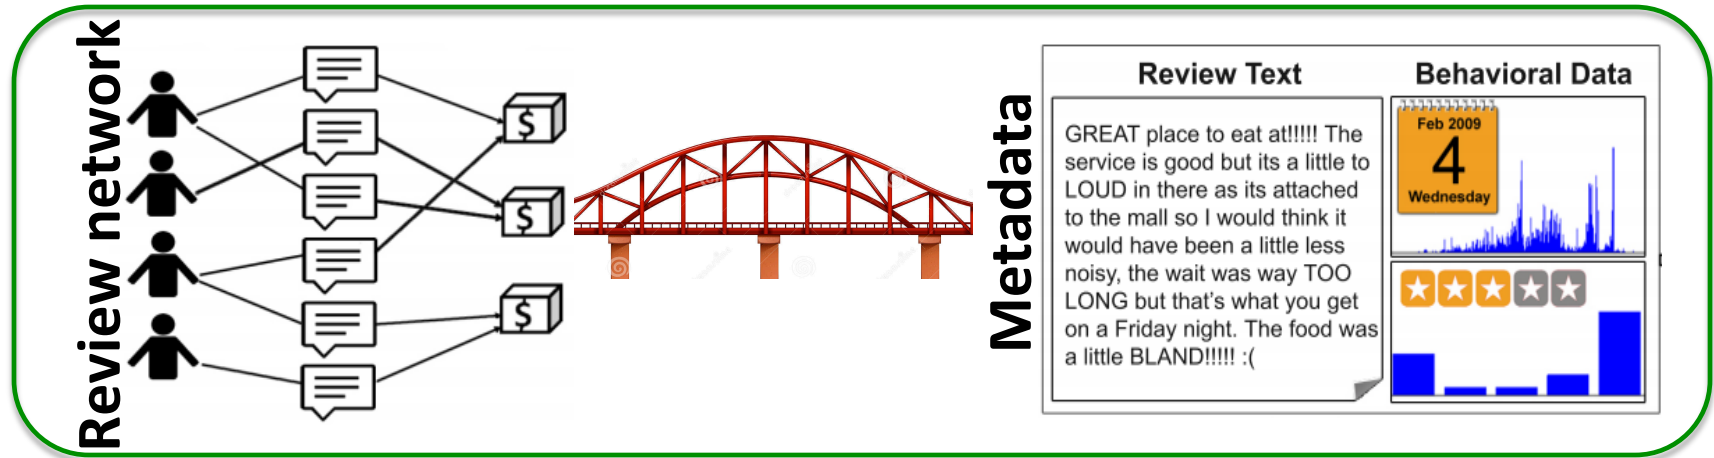 Review network
$
$
$
Metadata
Review Text
GREAT place to eat at!!!!! The
service is good but its a little to
LOUD in there as its attached
to the mall so I would think it
would have been a little less
noisy, the wait was way TOO
LONG but that's what you get
on a Friday night. The food was
a little BLAND!!!!! :(
Behavioral Data
Feb 2009
4
Wednesday